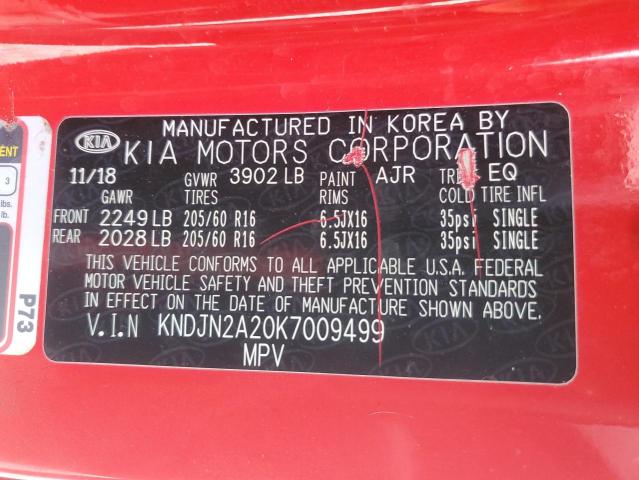 MANUFACTURED IN KOREA BY
KIA KIA MOTORS CORPORATION
11/18 GVWR 3902 LB PAINT AJR EQ
GAWR TIRES RIMS COLD TIRE INFL
FRONT 2249 LB 205/60 R16 6.5JX16 35psi SINGLE
REAR 2028 LB 205/60 R16 6.5JX16 35psi SINGLE
THIS VEHICLE CONFORMS TO ALL APPLICABLE U.S.A. FEDERAL
MOTOR VEHICLE SAFETY AND THEFT PREVENTION STANDARDS
IN EFFECT ON THE DATE OF MANUFACTURE SHOWN ABOVE.
V.I.N KNDJN2A20K7009499
MPV
3
lbs.
lb.
P73